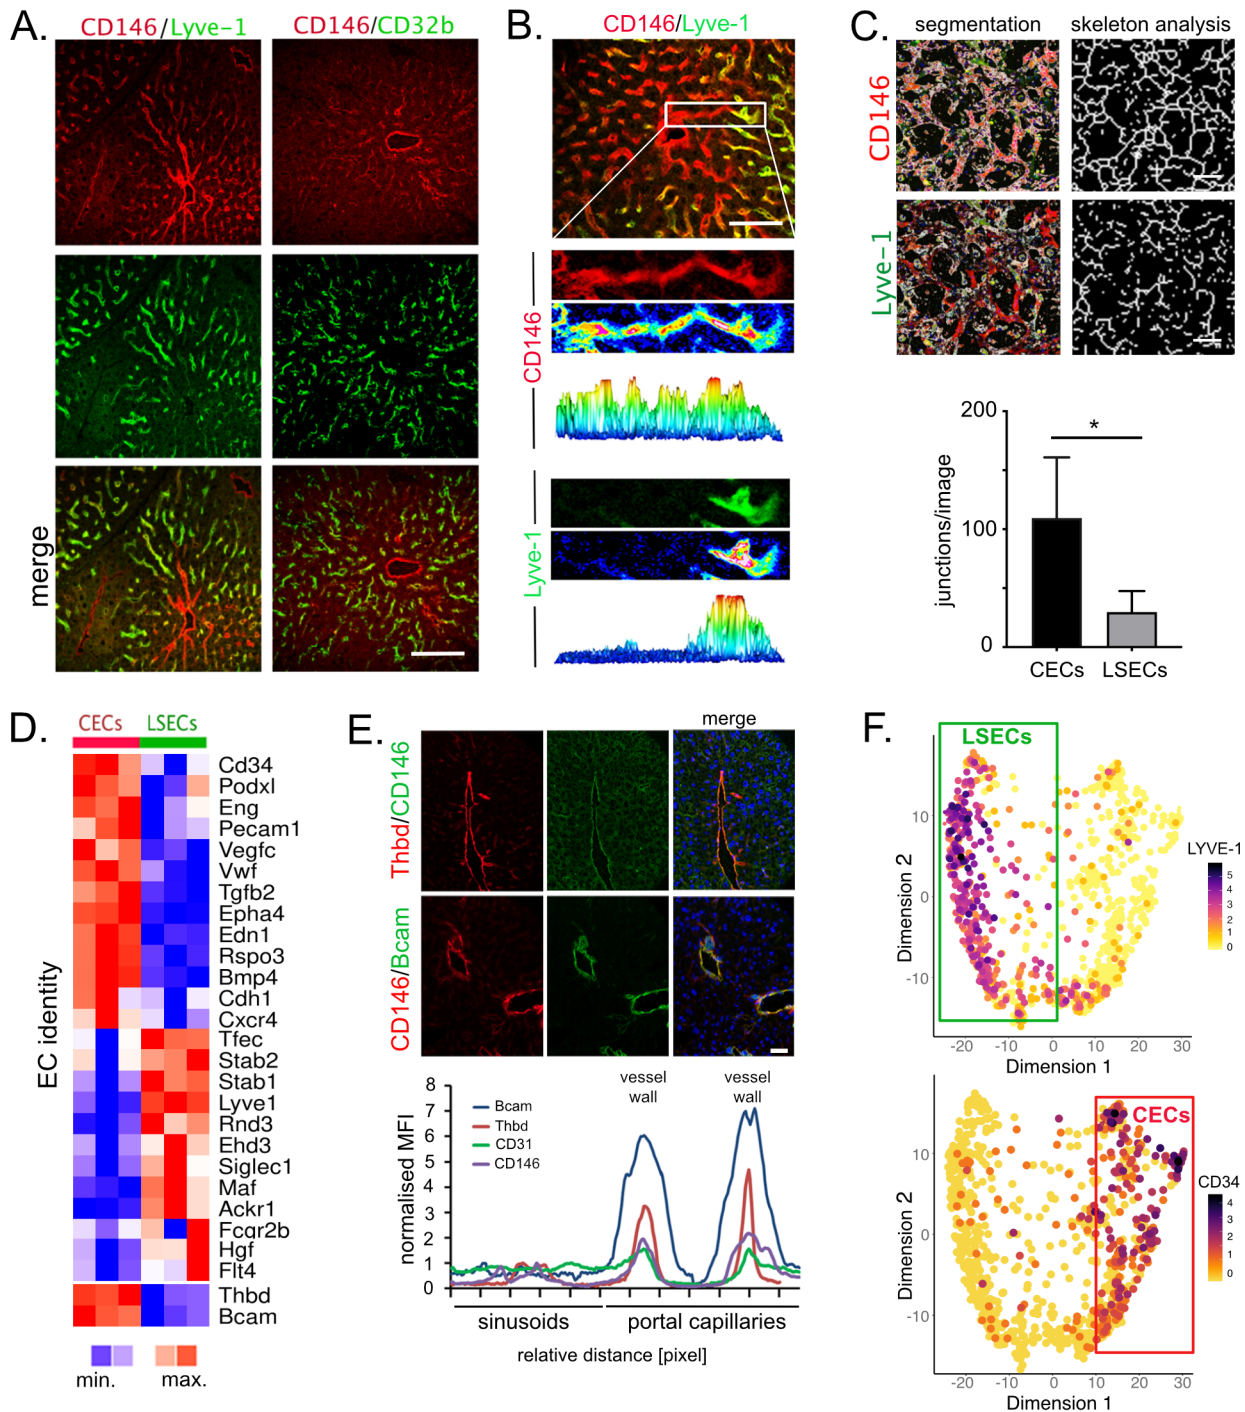 A.
CD146/Lyve-1
CD146/CD32b
merge
B.
CD146/Lyve-1
CD146
Lyve-1
C.
segmentation
skeleton analysis
CD146
Lyve-1
200
100
0
junctions/image
*
CECs
LSECs
D.
CECs
LSECs
EC identity
Cd34
Podxl
Eng
Pecam1
Vegfc
Vwf
Tgfb2
Epha4
Edn1
Rspo3
Bmp4
Cdh1
Cxcr4
Tfec
Stab2
Stab1
Lyve1
Rnd3
Ehd3
Siglec1
Maf
Ackr1
Fcgr2b
Hgf
Flt4
Thbd
Bcam
min.
max.
E.
merge
Thbd/CD146
CD146/Bcam
vessel wall
vessel wall
8
7
6
5
4
3
2
1
0
normalised MFI
Bcam
Thbd
CD31
CD146
sinusoids
portal capillaries
relative distance [pixel]
F.
LSECs
10
0
-10
Dimension 2
-20
-10
0
10
20
30
Dimension 1
LYVE-1
5
4
3
2
1
0
CECs
10
0
-10
Dimension 2
-20
-10
0
10
20
30
Dimension 1
CD34
4
3
2
1
0